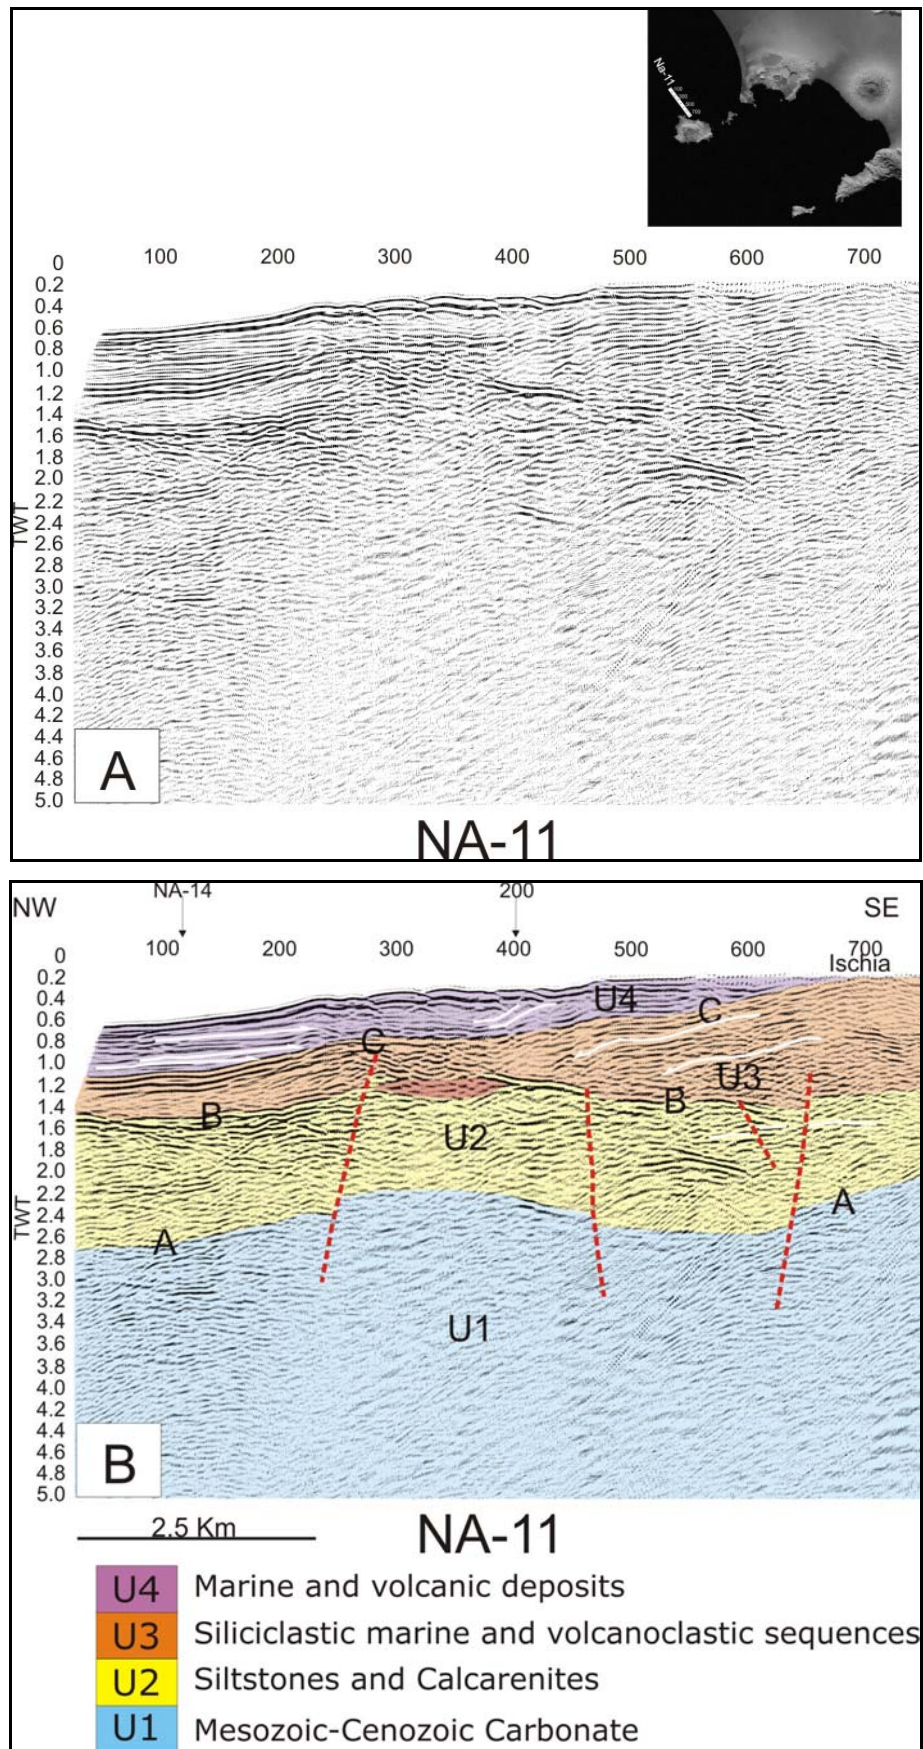 Na-11
100
300
500
700
0 100 200 300 400 500 600 700
0.2
0.4
0.6
0.8
1.0
1.2
1.4
1.6
1.8
2.0
2.2
2.4
TWT
2.6
2.8
3.0
3.2
3.4
3.6
3.8
4.0
4.2
4.4
4.6
4.8
5.0
A
NA-11
NA-14 200
NW SE
0 100 200 300 400 500 600 700
Ischia
0.2
0.4
0.6
0.8
1.0
1.2
1.4
1.6
1.8
2.0
2.2
2.4
TWT
2.6
2.8
3.0
3.2
3.4
3.6
3.8
4.0
4.2
4.4
4.6
4.8
5.0
U4
C
C
U3
B
B
U2
A
A
U1
B
2.5 Km
NA-11
U4 Marine and volcanic deposits
U3 Siliciclastic marine and volcanoclastic sequences
U2 Siltstones and Calcarenites
U1 Mesozoic-Cenozoic Carbonate